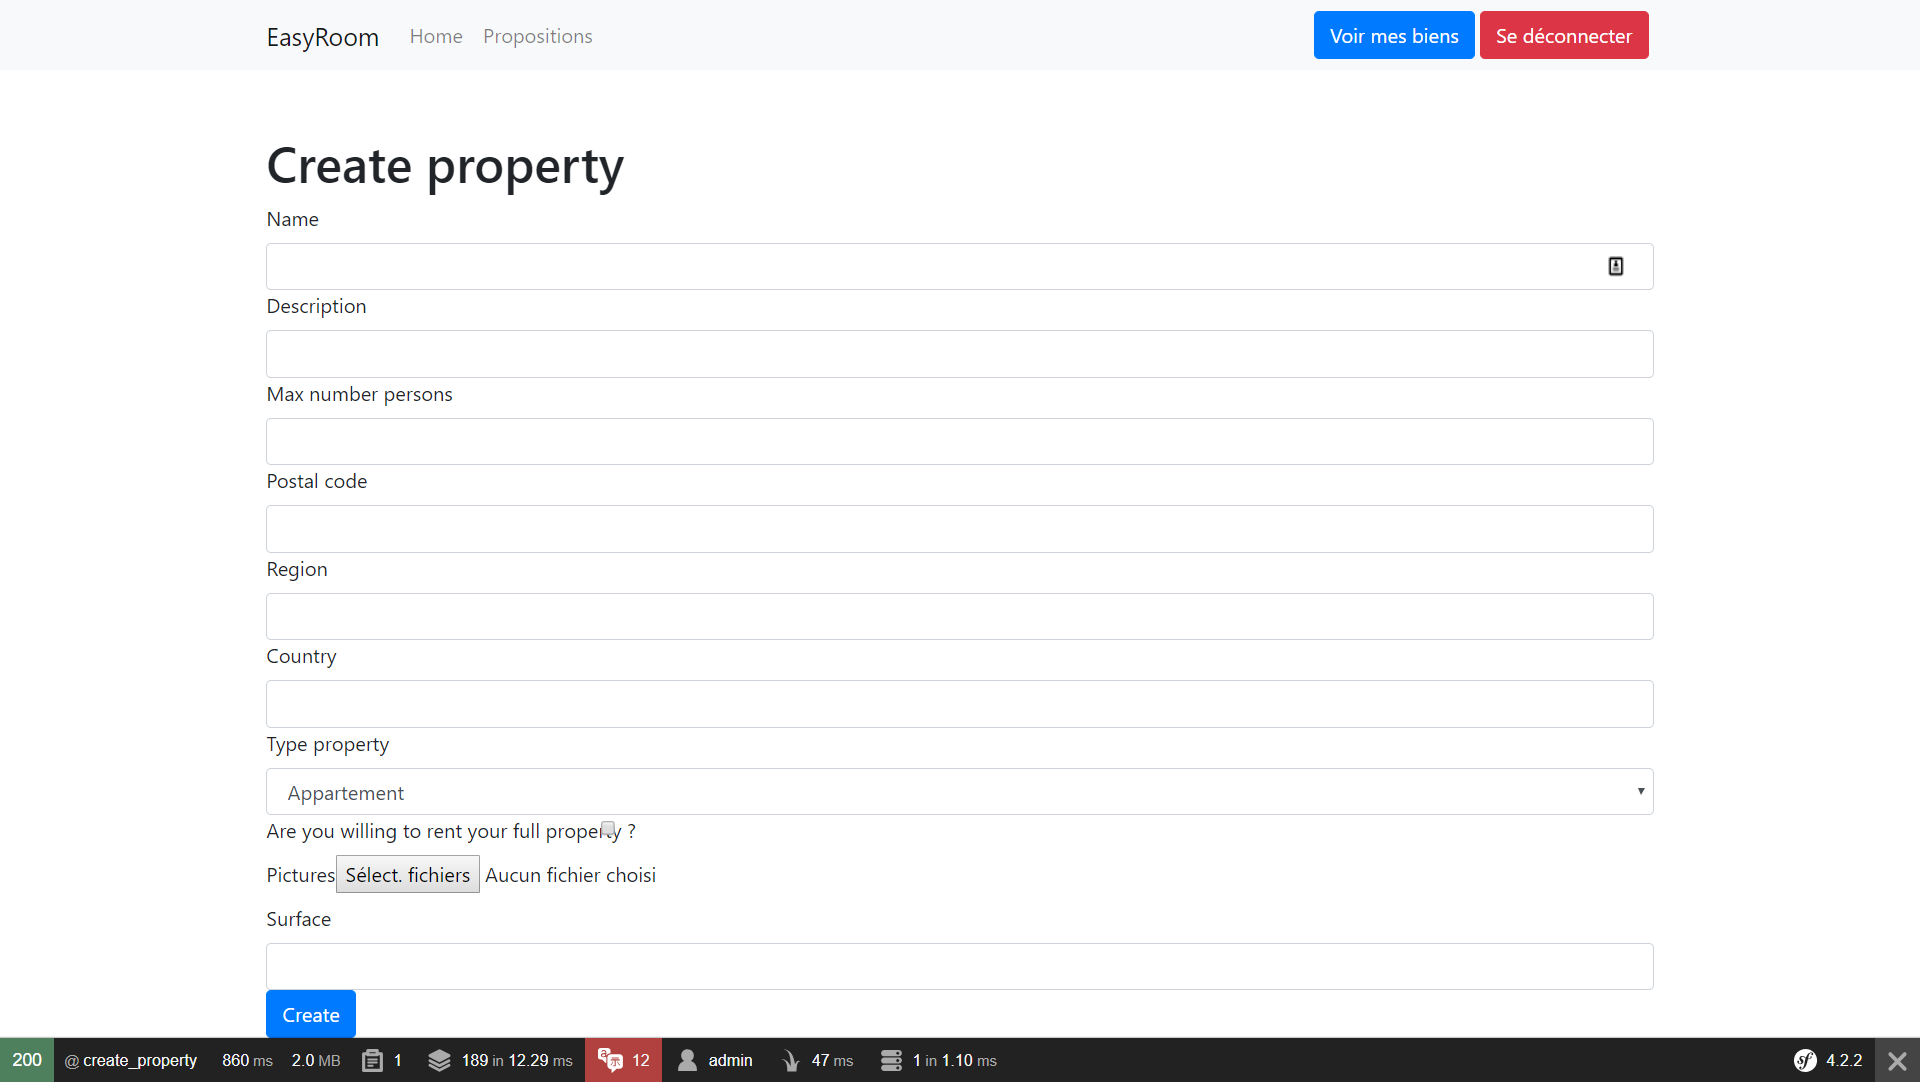 EasyRoom Home Propositions Voir mes biens Se déconnecter
Create property
Name
Description
Max number persons
Postal code
Region
Country
Type property
Appartement
Are you willing to rent your full property ?
Pictures Sélect. fichiers Aucun fichier choisi
Surface
Create
200 @ create_property 860 ms 2.0 MB 1 189 in 12.29 ms 12 admin 47 ms 1 in 1.10 ms sf 4.2.2